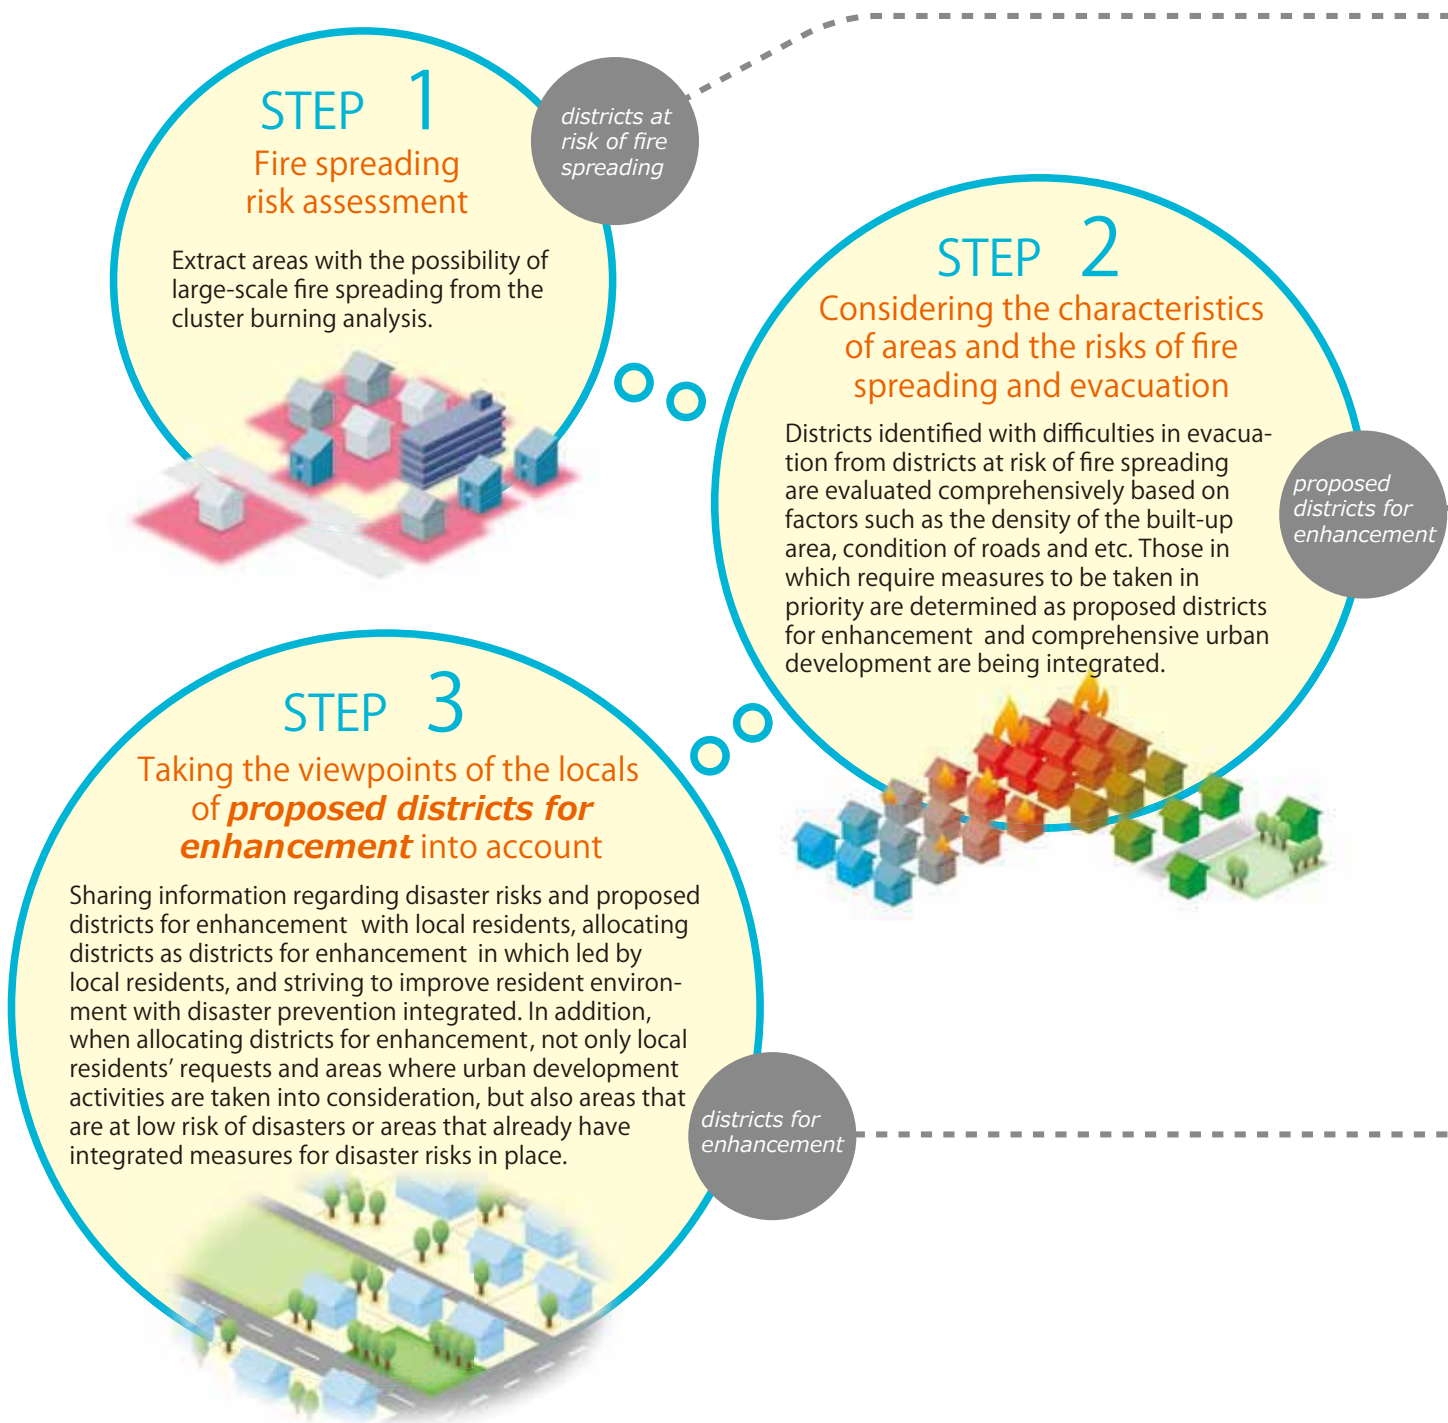 STEP 1
Fire spreading
risk assessment
Extract areas with the possibility of
large-scale fire spreading from the
cluster burning analysis.
districts at
risk of fire
spreading
STEP 2
Considering the characteristics
of areas and the risks of fire
spreading and evacuation
Districts identified with difficulties in evacua-
tion from districts at risk of fire spreading
are evaluated comprehensively based on
factors such as the density of the built-up
area, condition of roads and etc. Those in
which require measures to be taken in
priority are determined as proposed districts
for enhancement and comprehensive urban
development are being integrated.
proposed
districts for
enhancement
STEP 3
Taking the viewpoints of the locals
of proposed districts for
enhancement into account
Sharing information regarding disaster risks and proposed
districts for enhancement with local residents, allocating
districts as districts for enhancement in which led by
local residents, and striving to improve resident environ-
ment with disaster prevention integrated. In addition,
when allocating districts for enhancement, not only local
residents' requests and areas where urban development
activities are taken into consideration, but also areas that
are at low risk of disasters or areas that already have
integrated measures for disaster risks in place.
districts for
enhancement